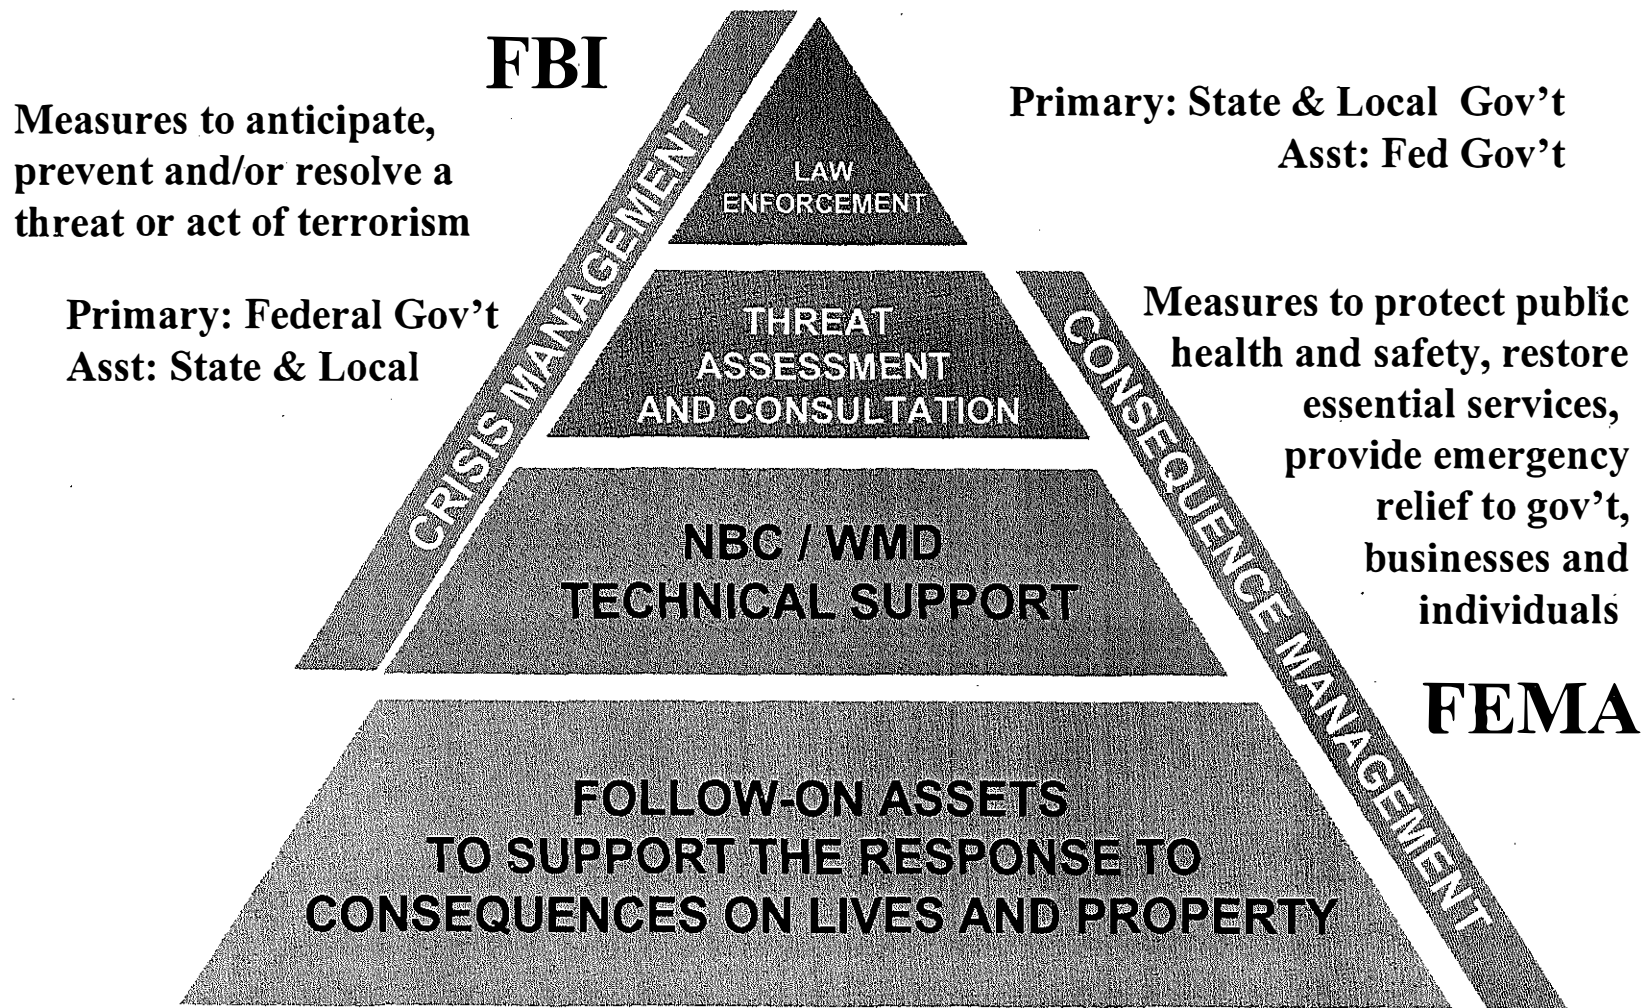 FBI
Measures to anticipate,
prevent and/or resolve a
threat or act of terrorism
Primary: Federal Gov't
Asst: State & Local
CRISIS MANAGEMENT
LAW
ENFORCEMENT
THREAT
ASSESSMENT
AND CONSULTATION
NBC / WMD
TECHNICAL SUPPORT
FOLLOW-ON ASSETS
TO SUPPORT THE RESPONSE TO
CONSEQUENCES ON LIVES AND PROPERTY
CONSEQUENCE MANAGEMENT
Primary: State & Local Gov't
Asst: Fed Gov't
Measures to protect public
health and safety, restore
essential services,
provide emergency
relief to gov't,
businesses and
individuals
FEMA